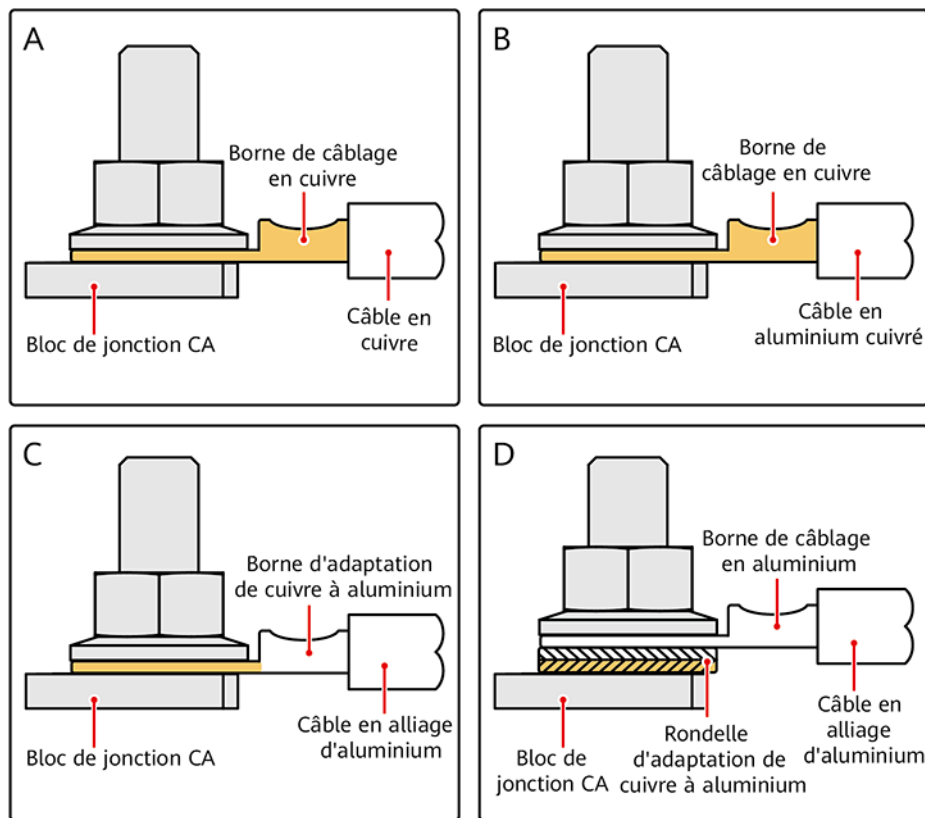 A
Borne de câblage
en cuivre
Bloc de jonction CA
Câble en
cuivre
B
Borne de
câblage en cuivre
Bloc de jonction CA
Câble en
aluminium cuivré
C
Borne d'adaptation
de cuivre à aluminium
Bloc de jonction CA
Câble en alliage
d'aluminium
D
Borne de câblage
en aluminium
Bloc de
jonction CA
Rondelle
d'adaptation de
cuivre à aluminium
Câble en
alliage
d'aluminium